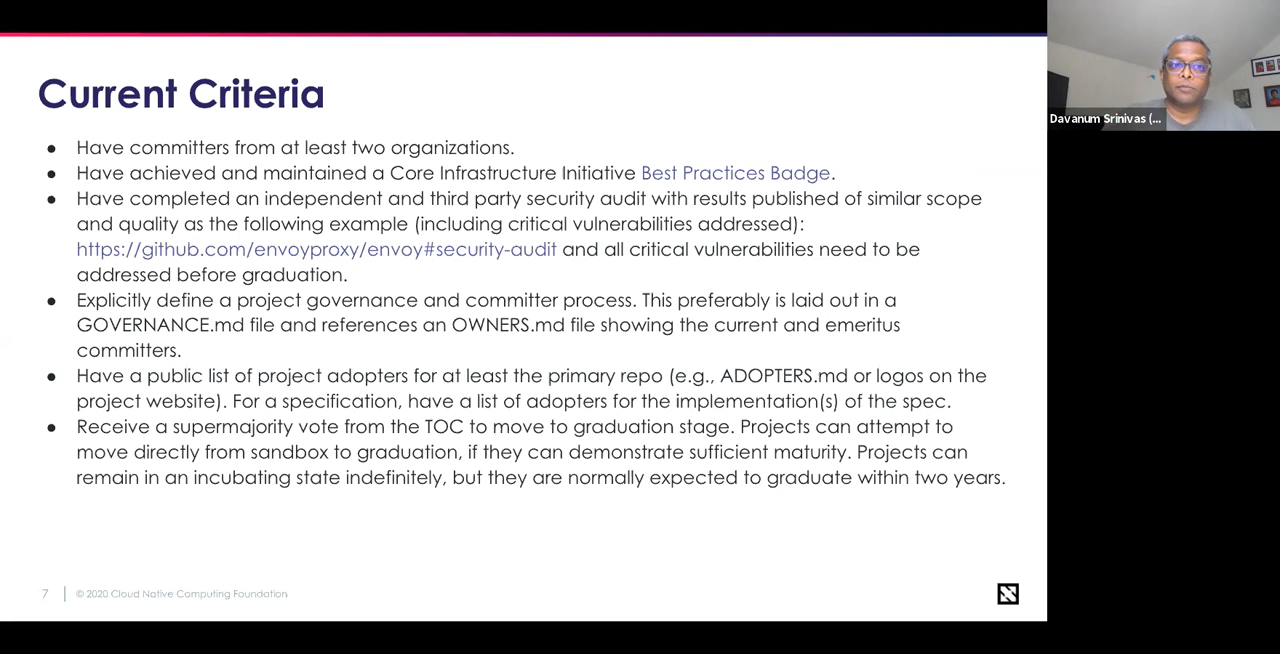 Current Criteria
● Have committers from at least two organizations.
● Have achieved and maintained a Core Infrastructure Initiative Best Practices Badge.
● Have completed an independent and third party security audit with results published of similar scope
and quality as the following example (including critical vulnerabilities addressed):
https://github.com/envoyproxy/envoy#security-audit and all critical vulnerabilities need to be
addressed before graduation.
● Explicitly define a project governance and committer process. This preferably is laid out in a
GOVERNANCE.md file and references an OWNERS.md file showing the current and emeritus
committers.
● Have a public list of project adopters for at least the primary repo (e.g., ADOPTERS.md or logos on the
project website). For a specification, have a list of adopters for the implementation(s) of the spec.
● Receive a supermajority vote from the TOC to move to graduation stage. Projects can attempt to
move directly from sandbox to graduation, if they can demonstrate sufficient maturity. Projects can
remain in an incubating state indefinitely, but they are normally expected to graduate within two years.
7 | © 2020 Cloud Native Computing Foundation
Davanum Srinivas (...